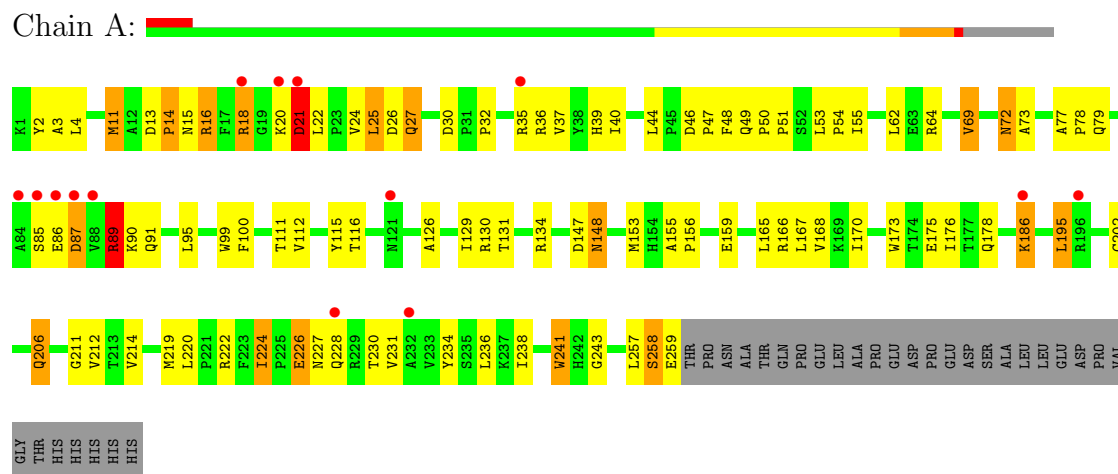 Chain A:
K1 Y2 A3 L4 M11 A12 D13 P14 N15 R16 F17 R18 G19 K20 D21 L22 P23 V24 L25 D26 Q27 D30 P31 P32 R35 R36 V37 Y38 H39 I40 L44 P45 D46 P47 F48 Q49 P50 P51 S52 L53 P54 I55 L62 E63 R64 V69 N72 A73 A77 P78 Q79
A84 S85 E86 D87 V88 R89 K90 Q91 L95 W99 F100 T111 V112 Y115 T116 N121 A126 I129 R130 T131 R134 D147 N148 M153 H154 A155 P156 E159 L165 R166 L167 V168 K169 I170 W173 T174 E175 I176 T177 Q178 K186 L195 R196
Q206 G211 V212 T213 V214 M219 L220 P221 R222 F223 I224 P225 E226 N227 Q228 R229 T230 V231 A232 V233 Y234 S235 L236 K237 I238 W241 H242 G243 L257 S258 E259 THR PRO ASN ALA THR GLN PRO GLU LEU ALA PRO GLU ASP PRO GLU ASP SER ALA LEU LEU GLU ASP PRO VAL
GLY THR HIS HIS HIS HIS HIS HIS